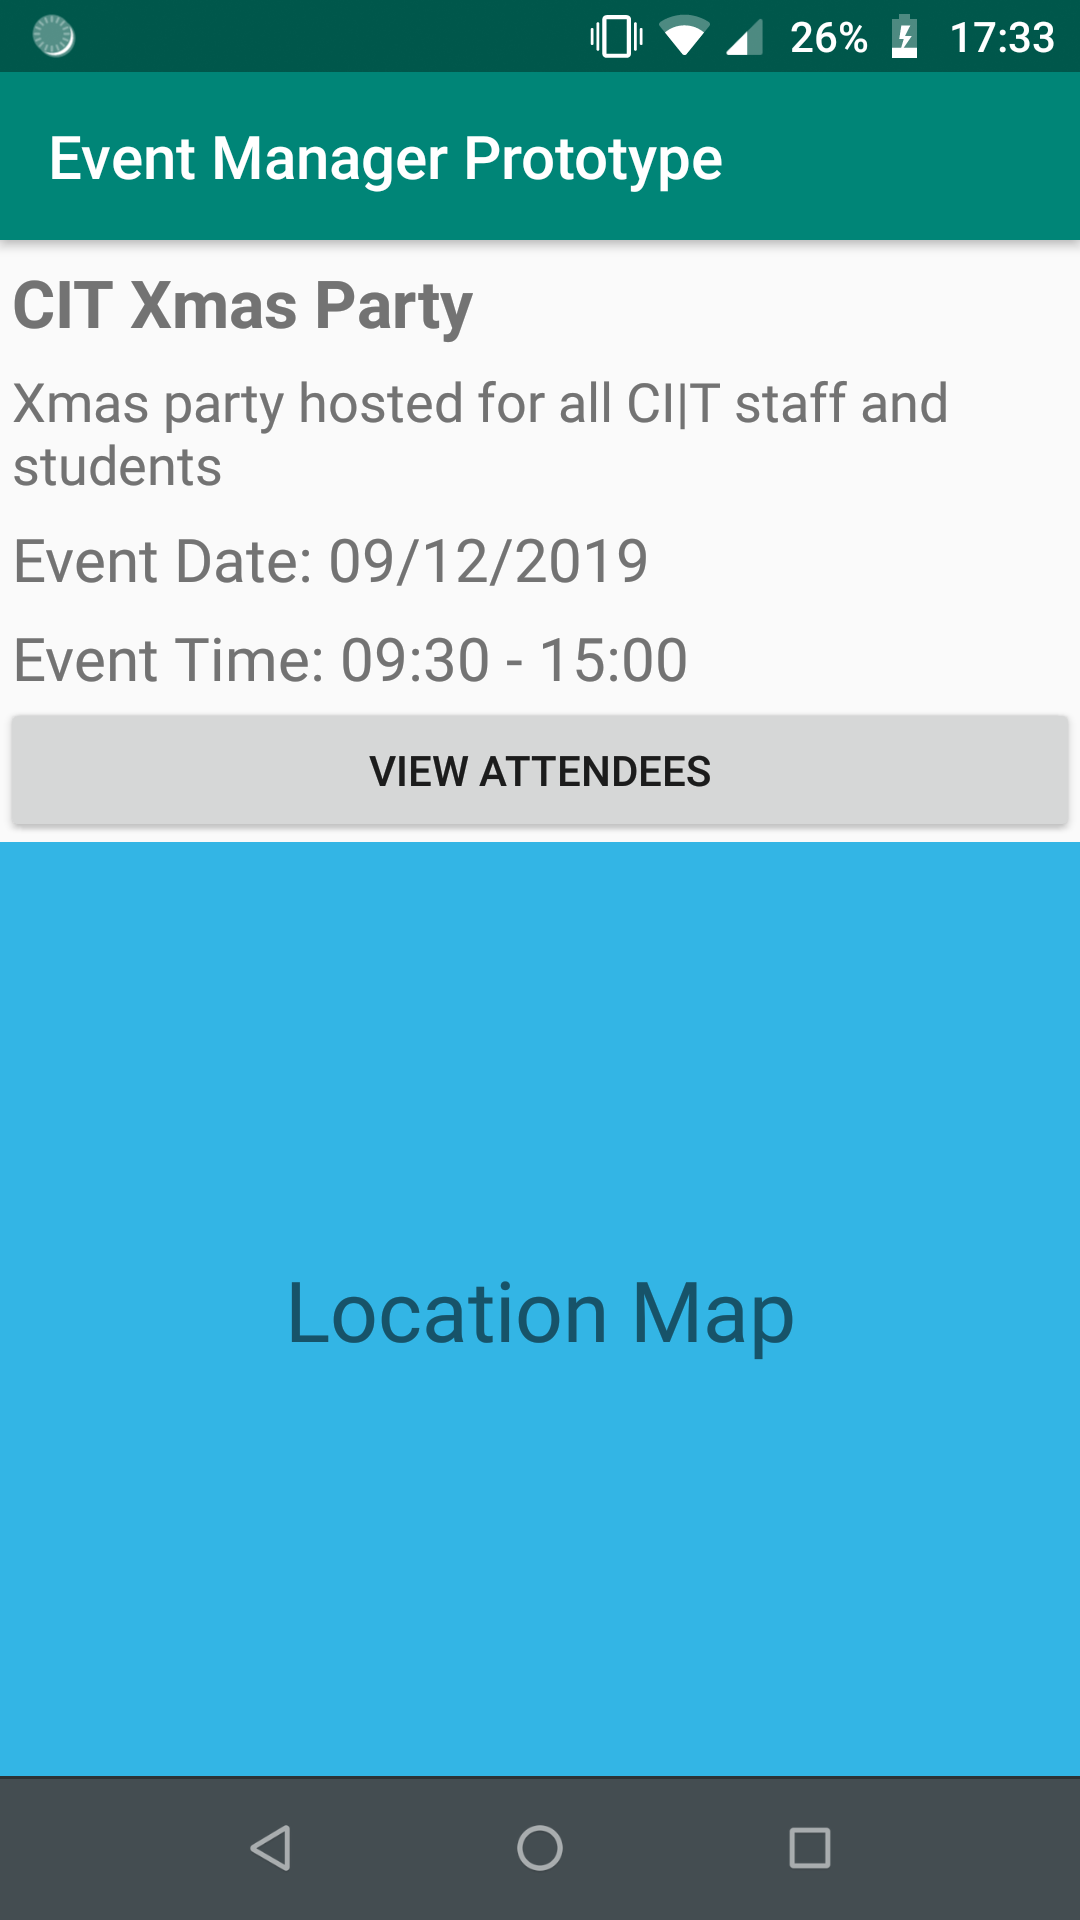 26% 17:33
Event Manager Prototype
CIT Xmas Party
Xmas party hosted for all CI|T staff and
students
Event Date: 09/12/2019
Event Time: 09:30 - 15:00
VIEW ATTENDEES
Location Map